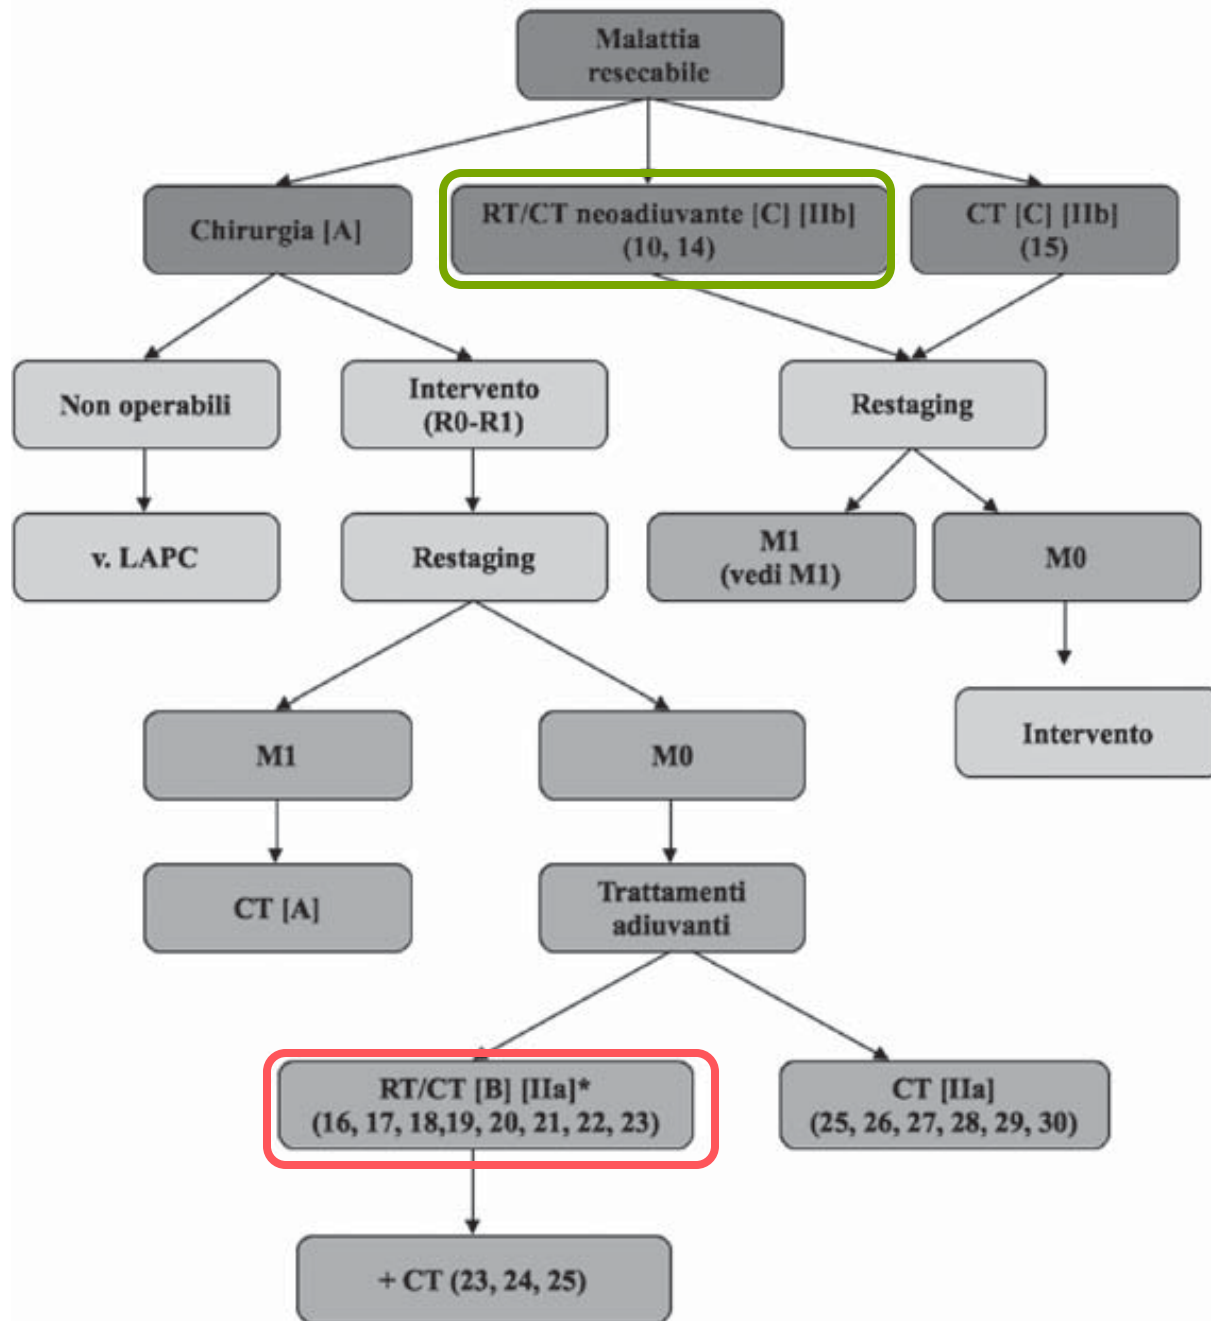 Malattia
resecabile
Chirurgia [A]
RT/CT neoadiuvante [C] [IIb]
(10, 14)
CT [C] [IIb]
(15)
Non operabili
Intervento
(R0-R1)
Restaging
v. LAPC
Restaging
M1
(vedi M1)
M0
M1
M0
Intervento
CT [A]
Trattamenti
adiuvanti
RT/CT [B] [IIa]*
(16, 17, 18,19, 20, 21, 22, 23)
CT [IIa]
(25, 26, 27, 28, 29, 30)
+ CT (23, 24, 25)